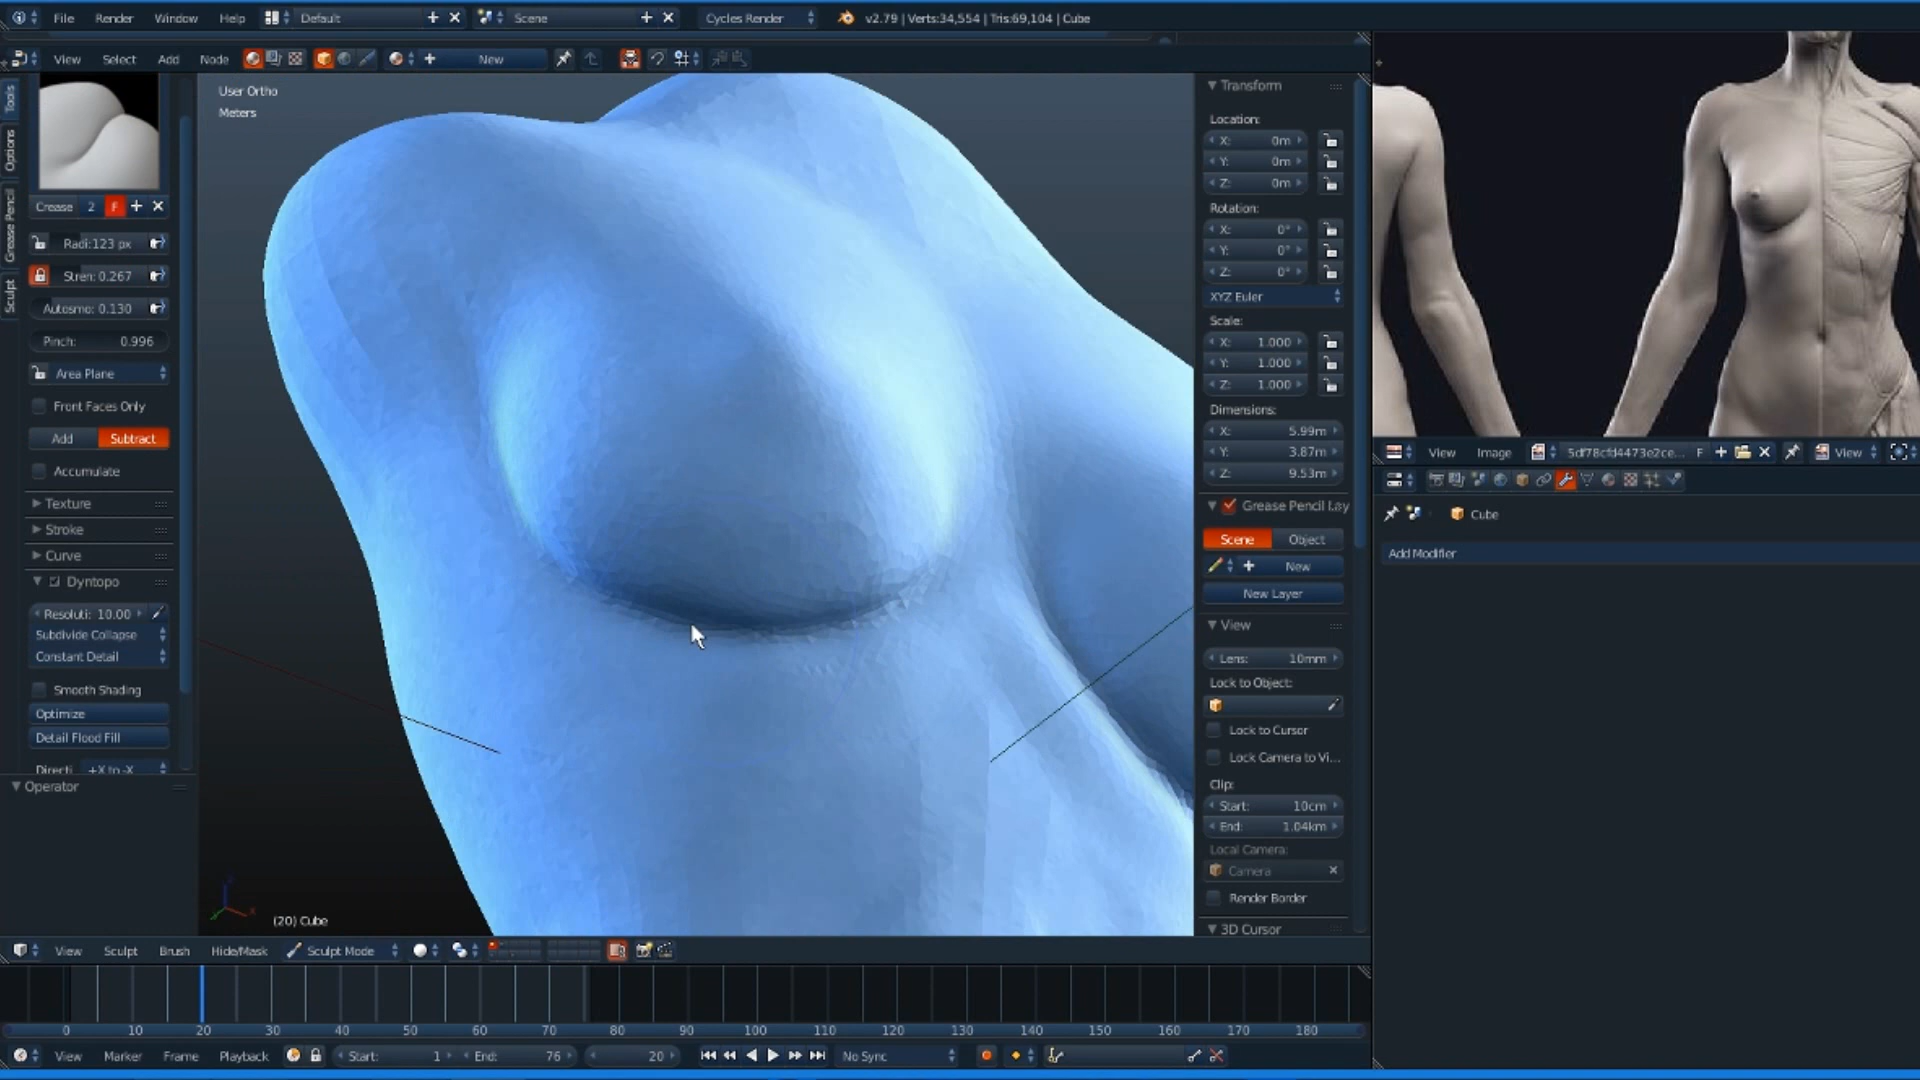 File Render Window Help Default Scene Cycles Render v2.79 | Verts:34,554 | Tris:69,104 | Cube
View Select Add Node New
Tools
Options
Grease Pencil
Sculpt
Crease 2 F
Radi:123 px
Stren: 0.267
Autosmo: 0.130
Pinch: 0.996
Area Plane
Front Faces Only
Add Subtract
Accumulate
Texture
Stroke
Curve
Dyntopo
Resoluti: 10.00
Subdivide Collapse
Constant Detail
Smooth Shading
Optimize
Detail Flood Fill
Directi +X to -X
Operator
User Ortho
Meters
(20) Cube
Transform
Location:
X: 0m
Y: 0m
Z: 0m
Rotation:
X: 0°
Y: 0°
Z: 0°
XYZ Euler
Scale:
X: 1.000
Y: 1.000
Z: 1.000
Dimensions:
X: 5.99m
Y: 3.87m
Z: 9.53m
Grease Pencil Lay
Scene Object
New
New Layer
View
Lens: 10mm
Lock to Object:
Lock to Cursor
Lock Camera to Vi...
Clip:
Start: 10cm
End: 1.04km
Local Camera:
Camera
Render Border
3D Cursor
View Image 5df78cfd4473e2ce... F View
Cube
Add Modifier
View Sculpt Brush Hide/Mask Sculpt Mode
0 10 20 30 40 50 60 70 80 90 100 110 120 130 140 150 160 170 180
View Marker Frame Playback Start: 1 End: 76 20 No Sync